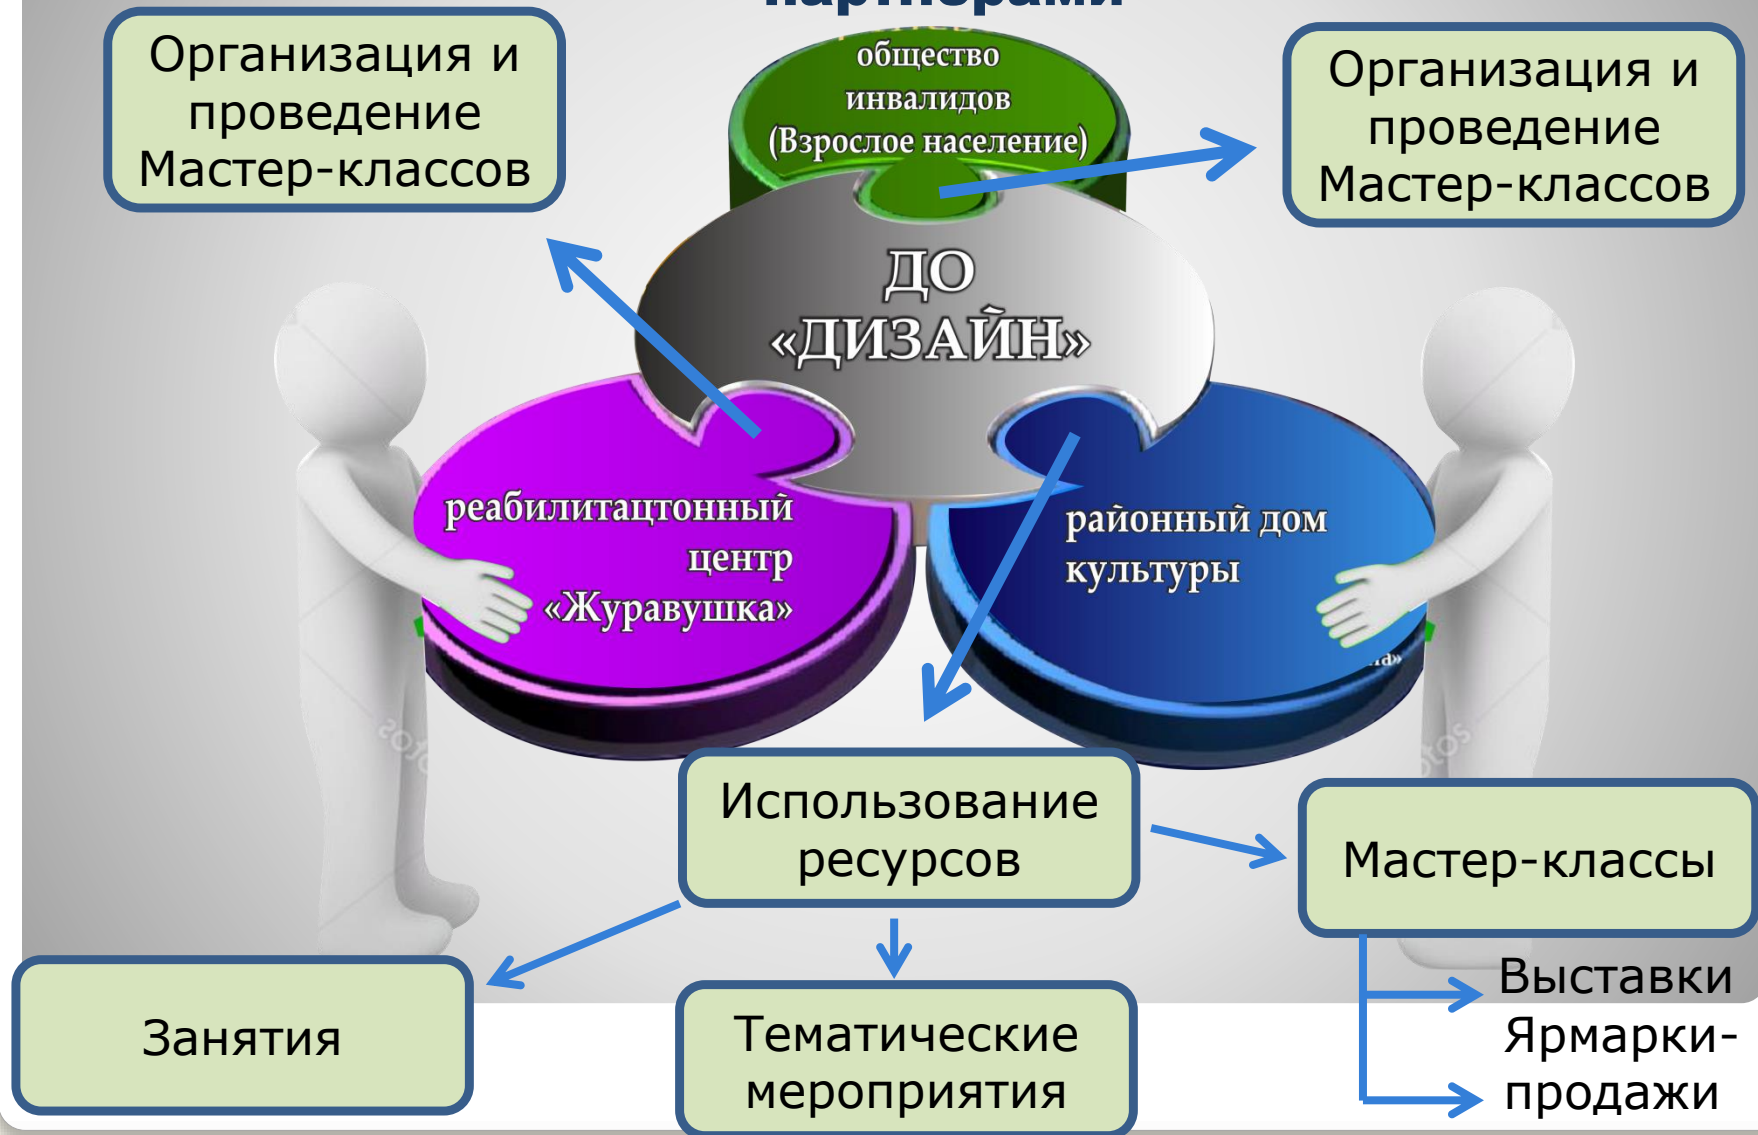 партнерами
Организация и
проведение
Мастер-классов
общество
инвалидов
(Взрослое население)
Организация и
проведение
Мастер-классов
ДО
«ДИЗАЙН»
реабилитацтонный
центр
«Журавушка»
районный дом
культуры
Использование
ресурсов
Мастер-классы
Занятия
Тематические
мероприятия
Выставки
Ярмарки-
продажи